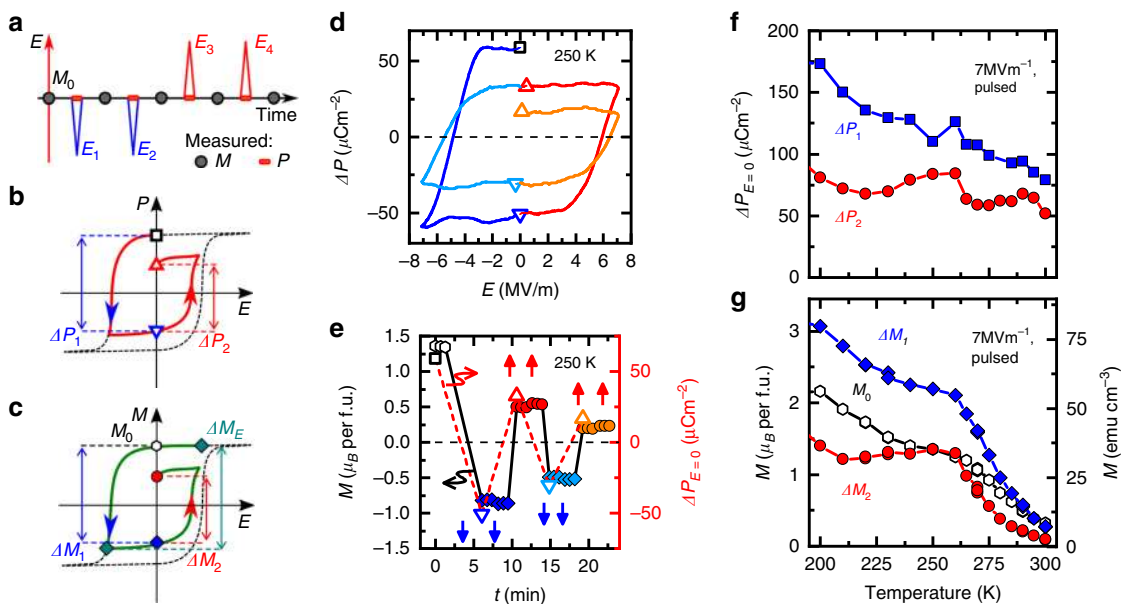 a
E
E3
E4
M0
Time
E1
E2
Measured:
M
P
b
P
E
ΔP1
ΔP2
c
M
M0
ΔME
E
ΔM1
ΔM2
d
250 K
ΔP (μCm−2)
50
0
−50
−8 −6 −4 −2 0 2 4 6 8
E (MV/m)
e
250 K
M (μB per f.u.)
1.5
1.0
0.5
0.0
−0.5
−1.0
−1.5
50
0
−50
ΔPE = 0 (μCm−2)
0 5 10 15 20
t (min)
f
7MVm−1,
pulsed
ΔPE = 0 (μCm−2)
200
150
100
50
0
ΔP1
ΔP2
g
7MVm−1,
pulsed
M (μB per f.u.)
3
2
1
0
ΔM1
M0
ΔM2
75
50
25
0
M (emu cm−3)
200 225 250 275 300
Temperature (K)